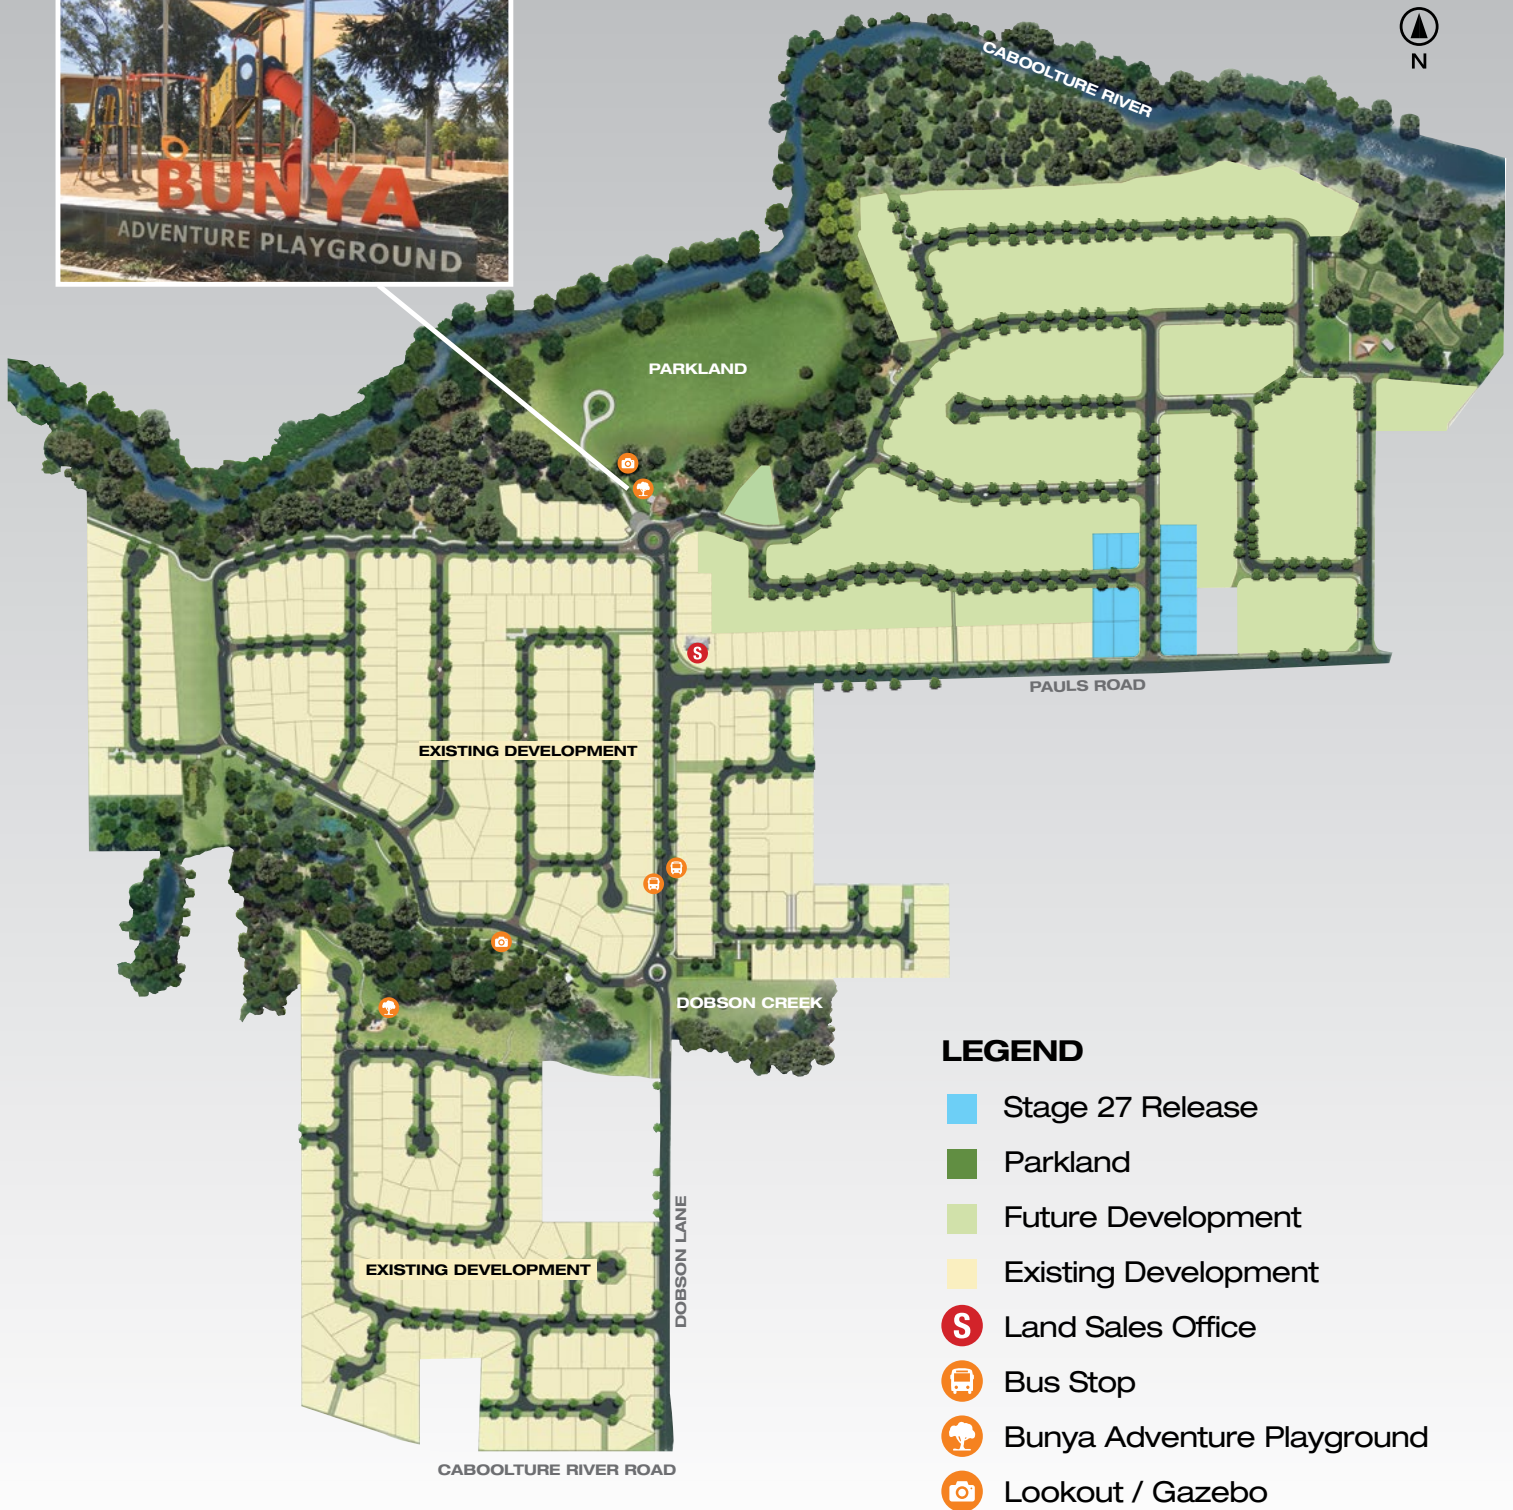 BUNYA
ADVENTURE PLAYGROUND
N
CABOOLTURE RIVER
PARKLAND
S
PAULS ROAD
EXISTING DEVELOPMENT
DOBSON CREEK
DOBSON LANE
EXISTING DEVELOPMENT
CABOOLTURE RIVER ROAD
LEGEND
Stage 27 Release
Parkland
Future Development
Existing Development
S Land Sales Office
Bus Stop
Bunya Adventure Playground
Lookout / Gazebo